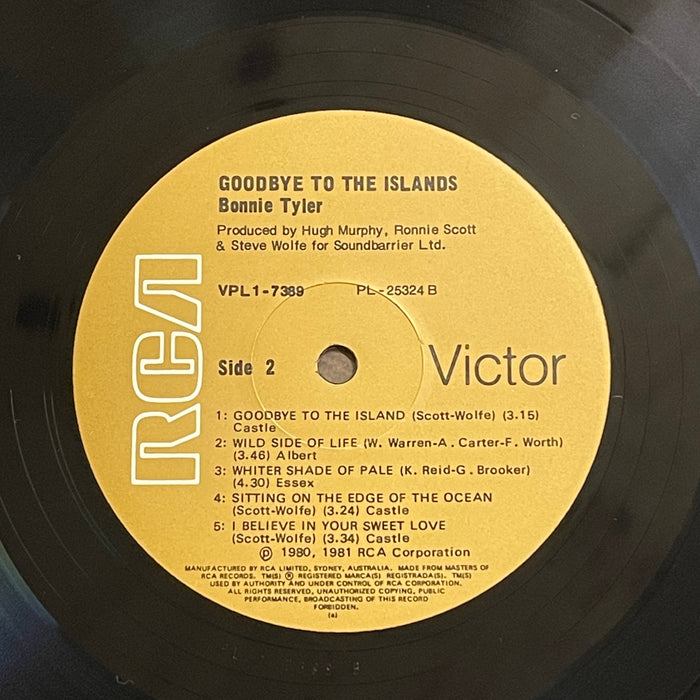 GOODBYE TO THE ISLANDS
Bonnie Tyler
Produced by Hugh Murphy, Ronnie Scott
& Steve Wolfe for Soundbarrier Ltd.
VPL1-7389 PL-25324 B
RCA
Side 2
Victor
1: GOODBYE TO THE ISLAND (Scott-Wolfe) (3.15)
Castle
2: WILD SIDE OF LIFE (W. Warren-A. Carter-F. Worth)
(3.46) Albert
3: WHITER SHADE OF PALE (K. Reid-G. Brooker)
(4.30) Essex
4: SITTING ON THE EDGE OF THE OCEAN
(Scott-Wolfe) (3.24) Castle
5: I BELIEVE IN YOUR SWEET LOVE
(Scott-Wolfe) (3.34) Castle
℗ 1980, 1981 RCA Corporation
MANUFACTURED BY RCA LIMITED, SYDNEY, AUSTRALIA. MADE FROM MASTERS OF
RCA RECORDS. TM(S) ® REGISTERED MARCA(S) REGISTRADA(S). TM(S)
USED BY AUTHORITY AND UNDER CONTROL OF RCA CORPORATION.
ALL RIGHTS RESERVED, UNAUTHORIZED COPYING, PUBLIC
PERFORMANCE, BROADCASTING OF THIS RECORD
FORBIDDEN.